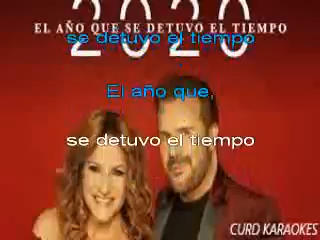 2020
EL AÑO QUE SE DETUVO EL TIEMPO
se detuvo el tiempo
El año que,
se detuvo el tiempo
CURD KARAOKES